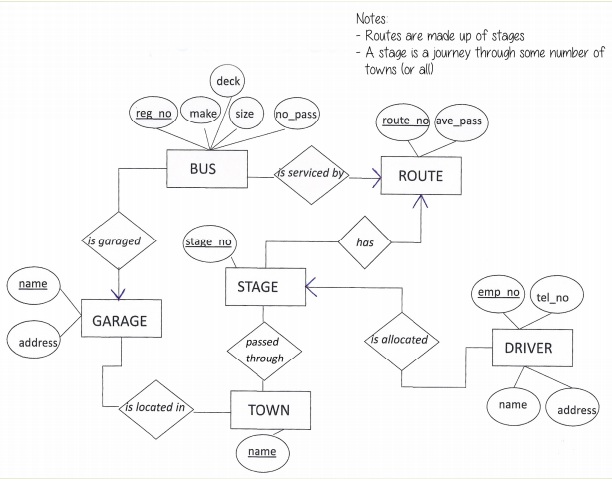 Notes:
- Routes are made up of stages
- A stage is a journey through some number of
towns (or all)
deck
reg_no
make
size
no_pass
route_no
ave_pass
BUS
is serviced by
ROUTE
is garaged
stage_no
has
name
STAGE
emp_no
tel_no
GARAGE
address
passed
through
is allocated
DRIVER
is located in
TOWN
name
address
name